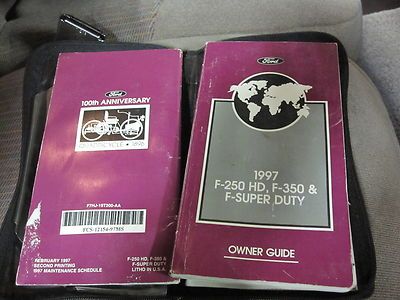 Ford
100th ANNIVERSARY
QUADRICYCLE • 1896
F7HJ-19T300-AA
FCS-12154-97MS
FEBRUARY 1997
SECOND PRINTING
1997 MAINTENANCE SCHEDULE
F-250 HD, F-350 &
F-SUPER DUTY
LITHO IN U.S.A.
Ford
1997
F-250 HD, F-350 &
F-SUPER DUTY
OWNER GUIDE